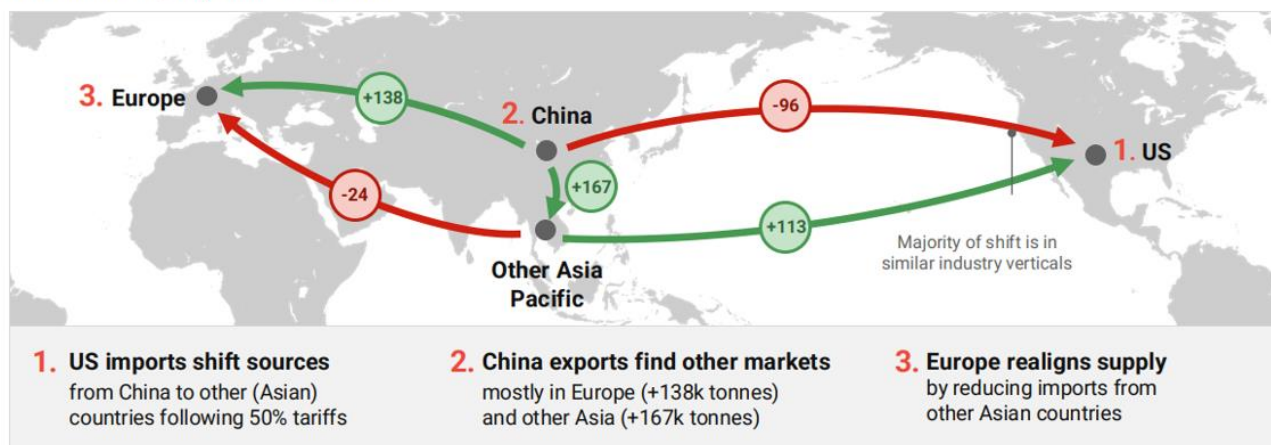 3. Europe
+138
2. China
-96
1. US
-24
+167
+113
Other Asia
Pacific
Majority of shift is in
similar industry verticals
1. US imports shift sources
from China to other (Asian)
countries following 50% tariffs
2. China exports find other markets
mostly in Europe (+138k tonnes)
and other Asia (+167k tonnes)
3. Europe realigns supply
by reducing imports from
other Asian countries